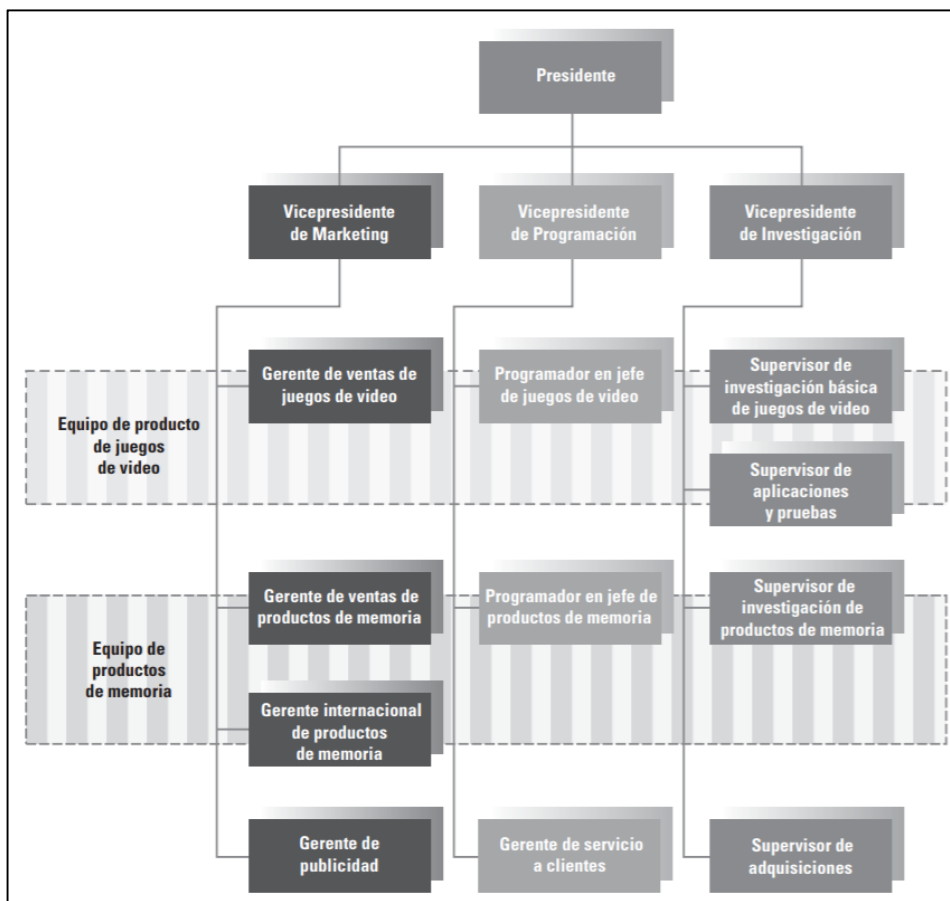 Presidente
Vicepresidente
de Marketing
Vicepresidente
de Programación
Vicepresidente
de Investigación
Equipo de producto
de juegos
de video
Gerente de ventas de
juegos de video
Programador en jefe
de juegos de video
Supervisor de
investigación básica
de juegos de video
Supervisor de
aplicaciones
y pruebas
Equipo de
productos
de memoria
Gerente de ventas de
productos de memoria
Programador en jefe de
productos de memoria
Supervisor de
investigación de
productos de memoria
Gerente internacional
de productos
de memoria
Gerente de
publicidad
Gerente de servicio
a clientes
Supervisor de
adquisiciones